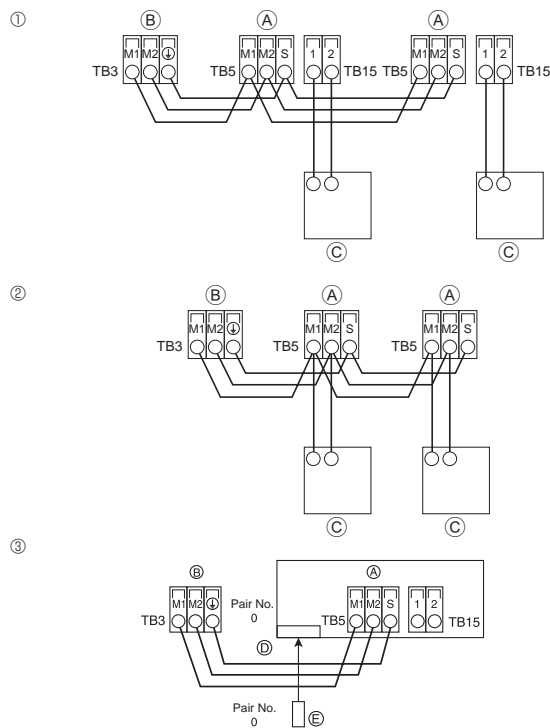 ①
Ⓑ Ⓐ Ⓐ
M1 M2 ⏚ M1 M2 S 1 2 M1 M2 S 1 2
TB3 TB5 TB15 TB5 TB15
Ⓒ Ⓒ
②
Ⓑ Ⓐ Ⓐ
M1 M2 ⏚ M1 M2 S M1 M2 S
TB3 TB5 TB5
Ⓒ Ⓒ
③
Ⓑ Ⓐ
M1 M2 ⏚ Pair No. M1 M2 S 1 2
TB3 0 TB5 TB15
Ⓓ
Pair No.
0 Ⓔ